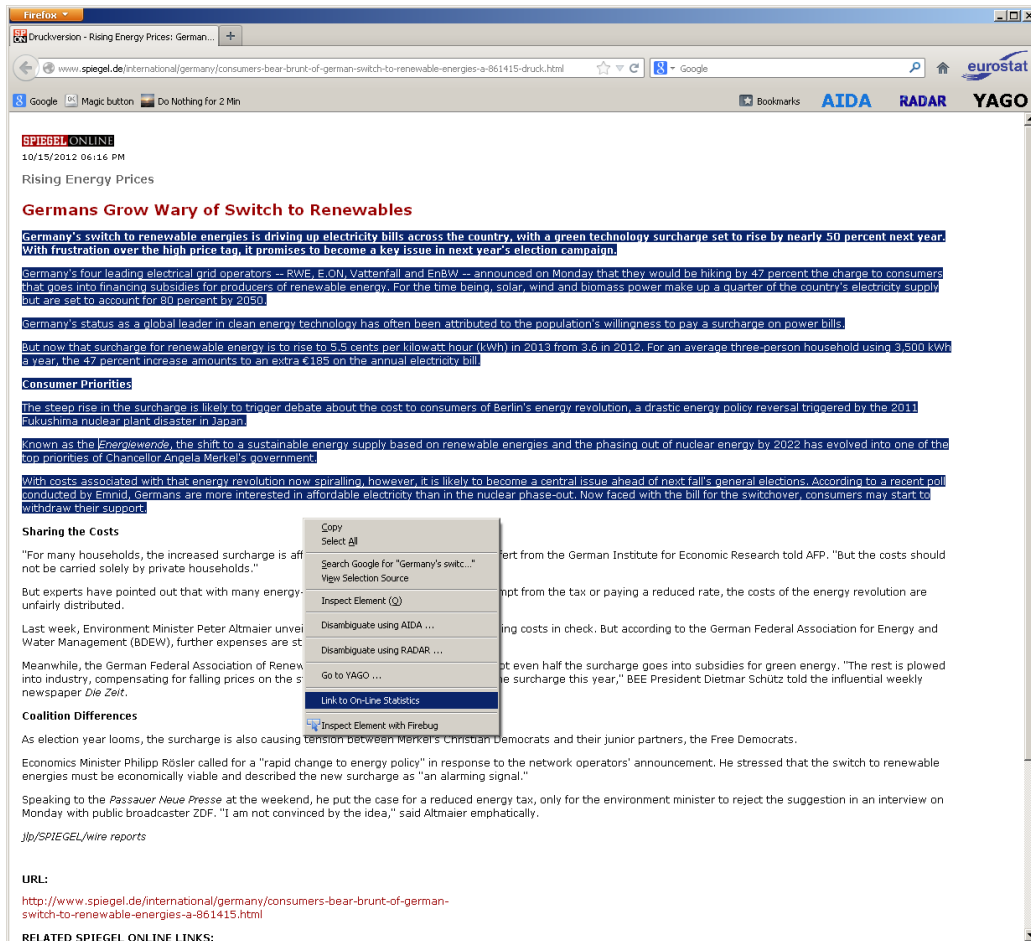 Firefox
Druckversion - Rising Energy Prices: German... +
www.spiegel.de/international/germany/consumers-bear-brunt-of-german-switch-to-renewable-energies-a-861415-druck.html Google eurostat
Google Magic button Do Nothing for 2 Min Bookmarks AIDA RADAR YAGO
SPIEGEL ONLINE
10/15/2012 06:16 PM
Rising Energy Prices
Germans Grow Wary of Switch to Renewables
Germany's switch to renewable energies is driving up electricity bills across the country, with a green technology surcharge set to rise by nearly 50 percent next year.
With frustration over the high price tag, it promises to become a key issue in next year's election campaign.
Germany's four leading electrical grid operators -- RWE, E.ON, Vattenfall and EnBW -- announced on Monday that they would be hiking by 47 percent the charge to consumers
that goes into financing subsidies for producers of renewable energy. For the time being, solar, wind and biomass power make up a quarter of the country's electricity supply
but are set to account for 80 percent by 2050.
Germany's status as a global leader in clean energy technology has often been attributed to the population's willingness to pay a surcharge on power bills.
But now that surcharge for renewable energy is to rise to 5.5 cents per kilowatt hour (kWh) in 2013 from 3.6 in 2012. For an average three-person household using 3,500 kWh
a year, the 47 percent increase amounts to an extra €185 on the annual electricity bill.
Consumer Priorities
The steep rise in the surcharge is likely to trigger debate about the cost to consumers of Berlin's energy revolution, a drastic energy policy reversal triggered by the 2011
Fukushima nuclear plant disaster in Japan.
Known as the Energiewende, the shift to a sustainable energy supply based on renewable energies and the phasing out of nuclear energy by 2022 has evolved into one of the
top priorities of Chancellor Angela Merkel's government.
With costs associated with that energy revolution now spiralling, however, it is likely to become a central issue ahead of next fall's general elections. According to a recent poll
conducted by Emnid, Germans are more interested in affordable electricity than in the nuclear phase-out. Now faced with the bill for the switchover, consumers may start to
withdraw their support.
Sharing the Costs
"For many households, the increased surcharge is aff
fert from the German Institute for Economic Research told AFP. "But the costs should
not be carried solely by private households."
But experts have pointed out that with many energy-
mpt from the tax or paying a reduced rate, the costs of the energy revolution are
unfairly distributed.
Last week, Environment Minister Peter Altmaier unvei
ing costs in check. But according to the German Federal Association for Energy and
Water Management (BDEW), further expenses are st
Meanwhile, the German Federal Association of Renew
ot even half the surcharge goes into subsidies for green energy. "The rest is plowed
into industry, compensating for falling prices on the s
e surcharge this year," BEE President Dietmar Schütz told the influential weekly
newspaper Die Zeit.
Copy
Select All
Search Google for "Germany's switc..."
View Selection Source
Inspect Element (Q)
Disambiguate using AIDA ...
Disambiguate using RADAR ...
Go to YAGO ...
Link to On-Line Statistics
Inspect Element with Firebug
Coalition Differences
As election year looms, the surcharge is also causing tension between Merkel's Christian Democrats and their junior partners, the Free Democrats.
Economics Minister Philipp Rösler called for a "rapid change to energy policy" in response to the network operators' announcement. He stressed that the switch to renewable
energies must be economically viable and described the new surcharge as "an alarming signal."
Speaking to the Passauer Neue Presse at the weekend, he put the case for a reduced energy tax, only for the environment minister to reject the suggestion in an interview on
Monday with public broadcaster ZDF. "I am not convinced by the idea," said Altmaier emphatically.
jlp/SPIEGEL/wire reports
URL:
http://www.spiegel.de/international/germany/consumers-bear-brunt-of-german-
switch-to-renewable-energies-a-861415.html
RELATED SPIEGEL ONLINE LINKS: